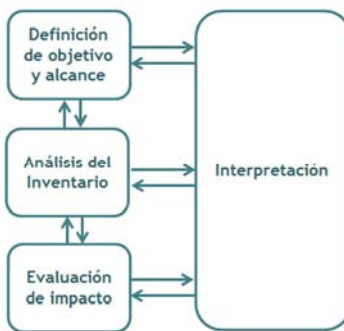 Definición
de objetivo
y alcance
Análisis del
Inventario
Interpretación
Evaluación
de impacto